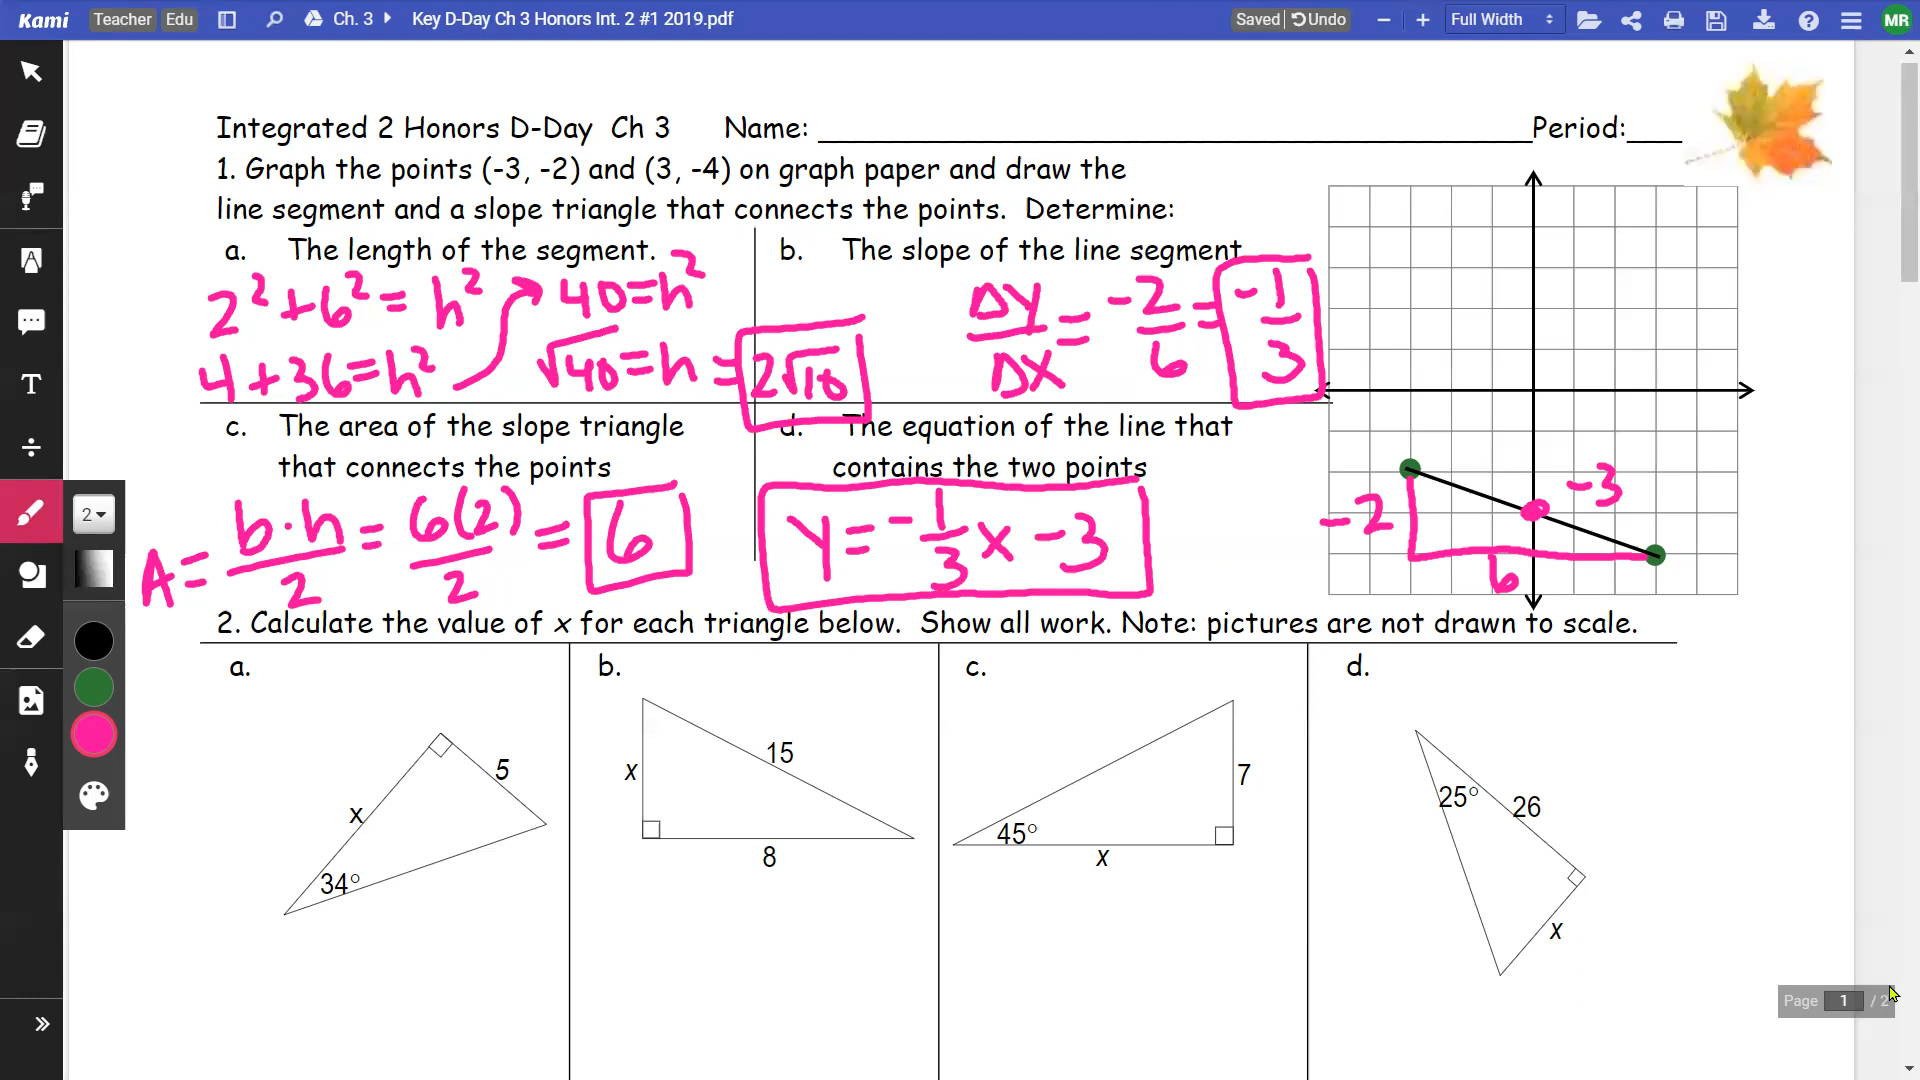 Kami Teacher Edu Ch. 3 Key D-Day Ch 3 Honors Int. 2 #1 2019.pdf Saved Undo Full Width MR
Integrated 2 Honors D-Day Ch 3 Name: Period:
1. Graph the points (-3, -2) and (3, -4) on graph paper and draw the
line segment and a slope triangle that connects the points. Determine:
a. The length of the segment.
2² + 6² = h²
4 + 36 = h²
40 = h²
√40 = h = 2√10
b. The slope of the line segment
ΔY/ΔX = -2/6 = -1/3
c. The area of the slope triangle
that connects the points
A = b·h/2 = 6(2)/2 = 6
d. The equation of the line that
contains the two points
y = -1/3 x - 3
-3
-2
6
2. Calculate the value of x for each triangle below. Show all work. Note: pictures are not drawn to scale.
a.
5
x
34°
b.
15
x
8
c.
7
45°
x
d.
25°
26
x
2
Page 1 / 2